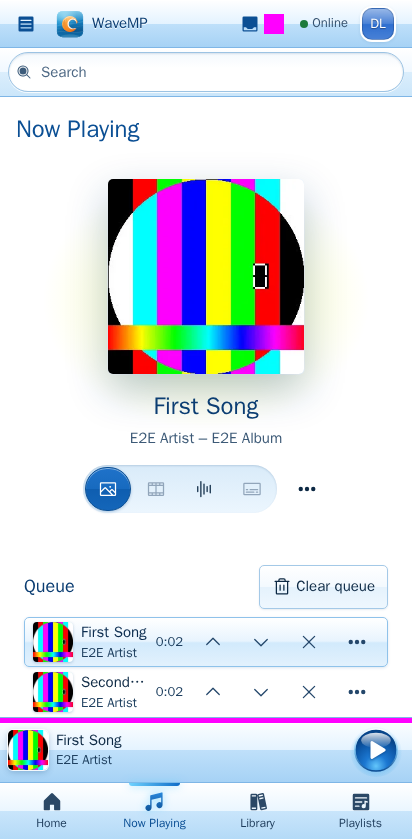 WaveMP
Online
DL
Search
Now Playing
First Song
E2E Artist – E2E Album
Queue
Clear queue
First Song
E2E Artist
0:02
Second…
E2E Artist
0:02
First Song
E2E Artist
Home
Now Playing
Library
Playlists